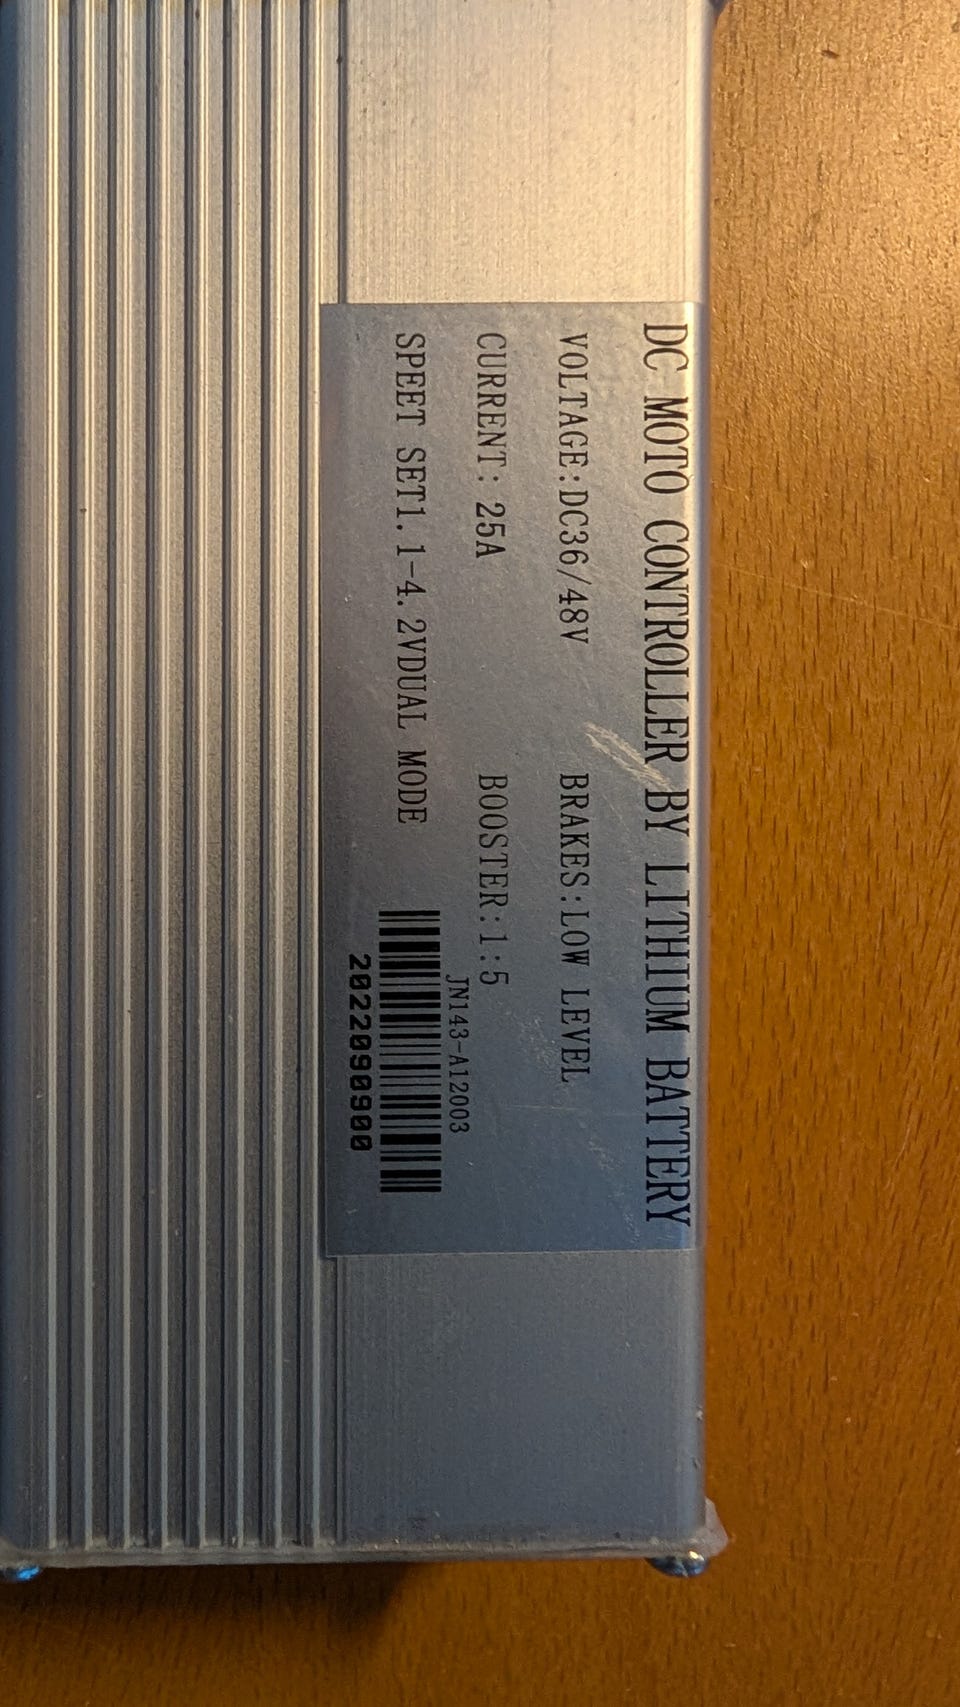 DC MOTO CONTROLLER BY LITHIUM BATTERY
VOLTAGE:DC36/48V BRAKES:LOW LEVEL
CURRENT: 25A BOOSTER:1:5
SPEET SET1.1-4.2VDUAL MODE
JN143-A12003
2022090900